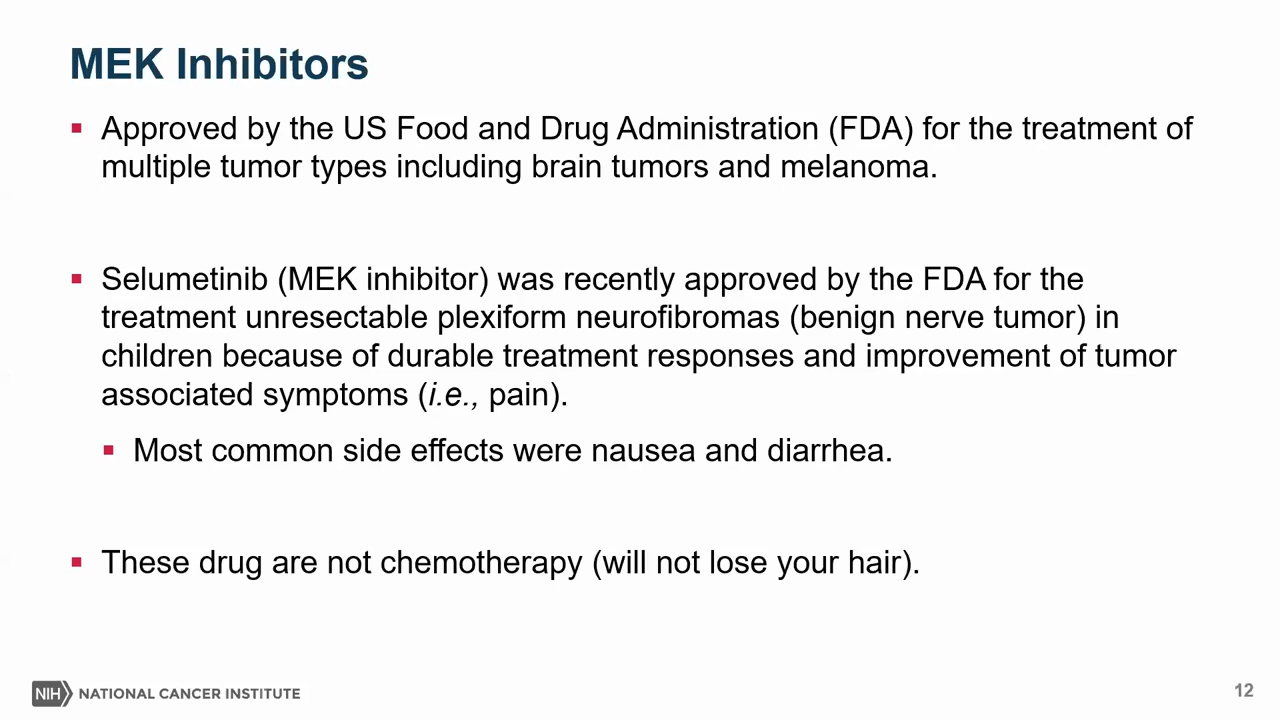 MEK Inhibitors
▪ Approved by the US Food and Drug Administration (FDA) for the treatment of
multiple tumor types including brain tumors and melanoma.
▪ Selumetinib (MEK inhibitor) was recently approved by the FDA for the
treatment unresectable plexiform neurofibromas (benign nerve tumor) in
children because of durable treatment responses and improvement of tumor
associated symptoms (i.e., pain).
▪ Most common side effects were nausea and diarrhea.
▪ These drug are not chemotherapy (will not lose your hair).
NIH NATIONAL CANCER INSTITUTE
12